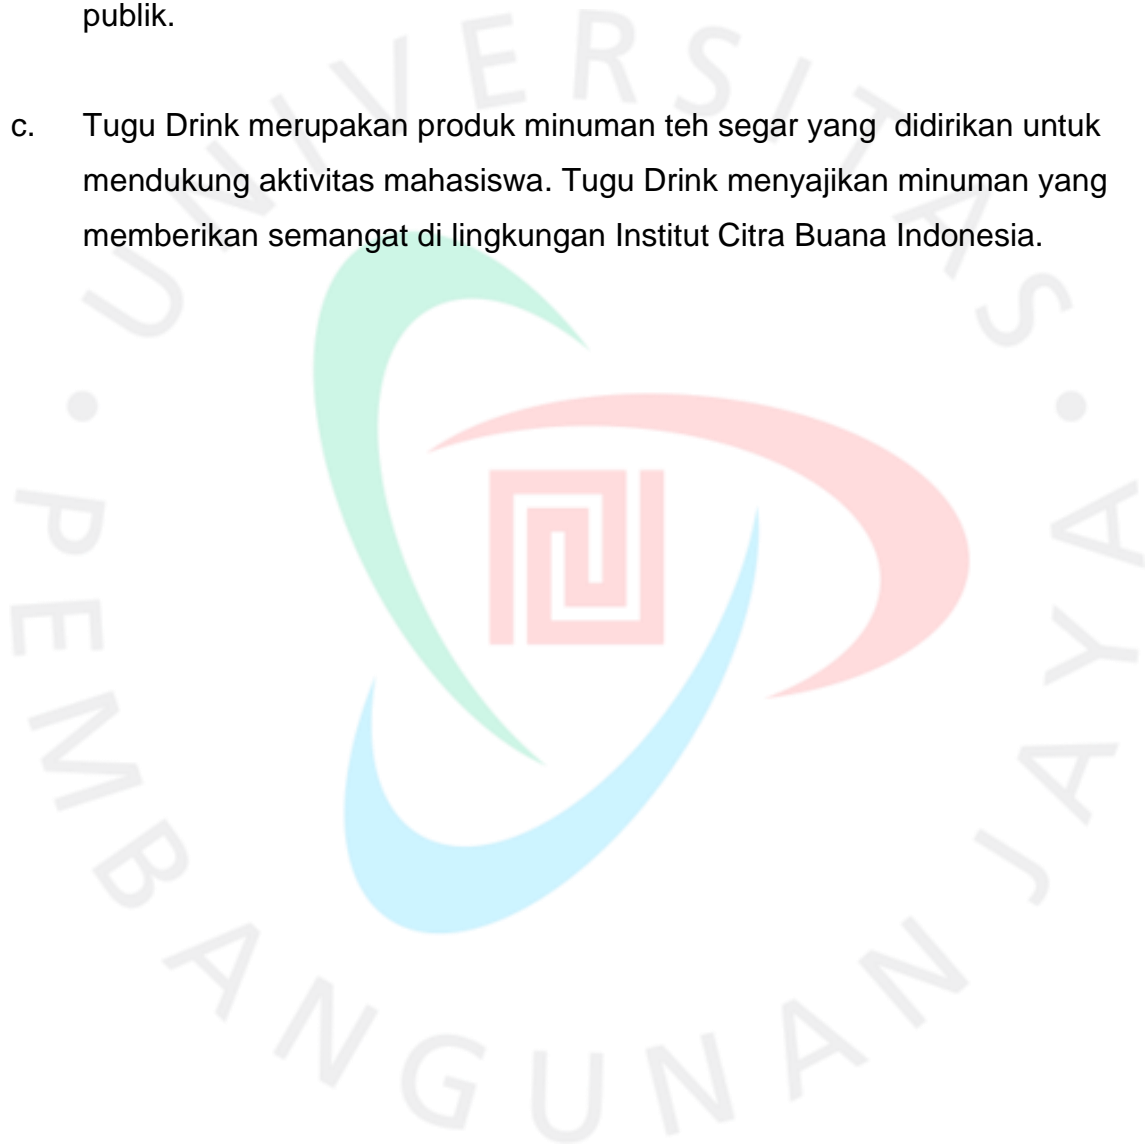 publik.
c. Tugu Drink merupakan produk minuman teh segar yang  didirikan untuk
mendukung aktivitas mahasiswa. Tugu Drink menyajikan minuman yang
memberikan semangat di lingkungan Institut Citra Buana Indonesia.
UNIVERSITAS
PEMBANGUNAN JAYA